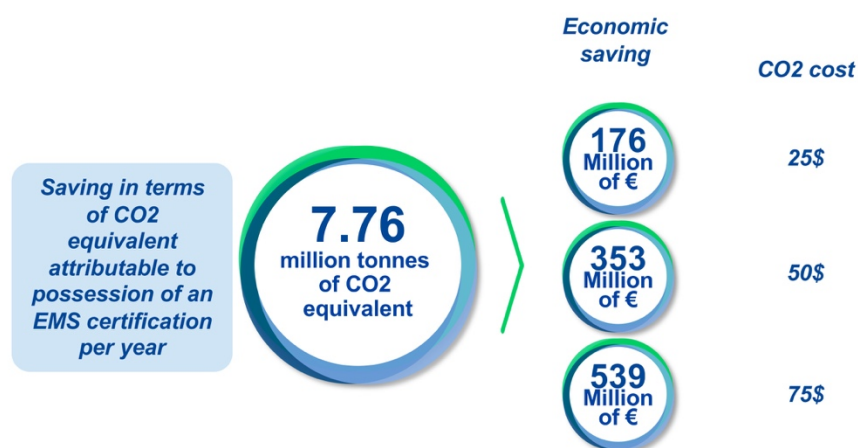 Economic
saving
CO2 cost
Saving in terms
of CO2
equivalent
attributable to
possession of an
EMS certification
per year
7.76
million tonnes
of CO2
equivalent
176
Million
of €
25$
353
Million
of €
50$
539
Million
of €
75$